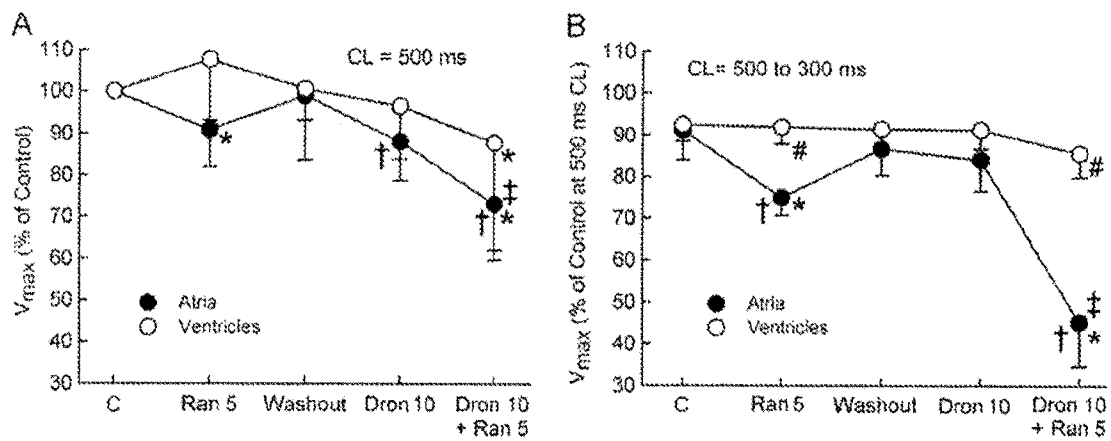 A
Vmax (% of Control)
110
100
90
80
70
60
50
40
30
CL = 500 ms
*
†
*
‡
†*
Atria
Ventricles
C
Ran 5
Washout
Dron 10
Dron 10
+ Ran 5
B
Vmax (% of Control at 500 ms CL)
110
100
90
80
70
60
50
40
30
CL= 500 to 300 ms
#
†*
#
‡
†*
Atria
Ventricles
C
Ran 5
Washout
Dron 10
Dron 10
+ Ran 5